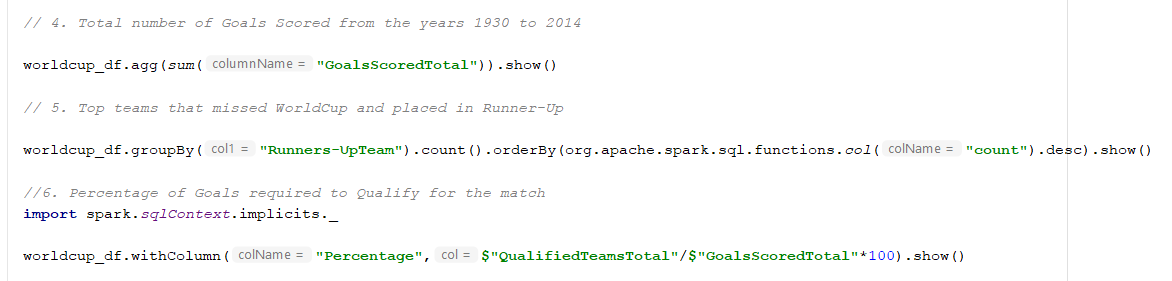 // 4. Total number of Goals Scored from the years 1930 to 2014
worldcup_df.agg(sum( columnName = "GoalsScoredTotal")).show()
// 5. Top teams that missed WorldCup and placed in Runner-Up
worldcup_df.groupBy( col1 = "Runners-UpTeam").count().orderBy(org.apache.spark.sql.functions.col( colName = "count").desc).show()
//6. Percentage of Goals required to Qualify for the match
import spark.sqlContext.implicits._
worldcup_df.withColumn( colName = "Percentage", col = $"QualifiedTeamsTotal"/$"GoalsScoredTotal"*100).show()